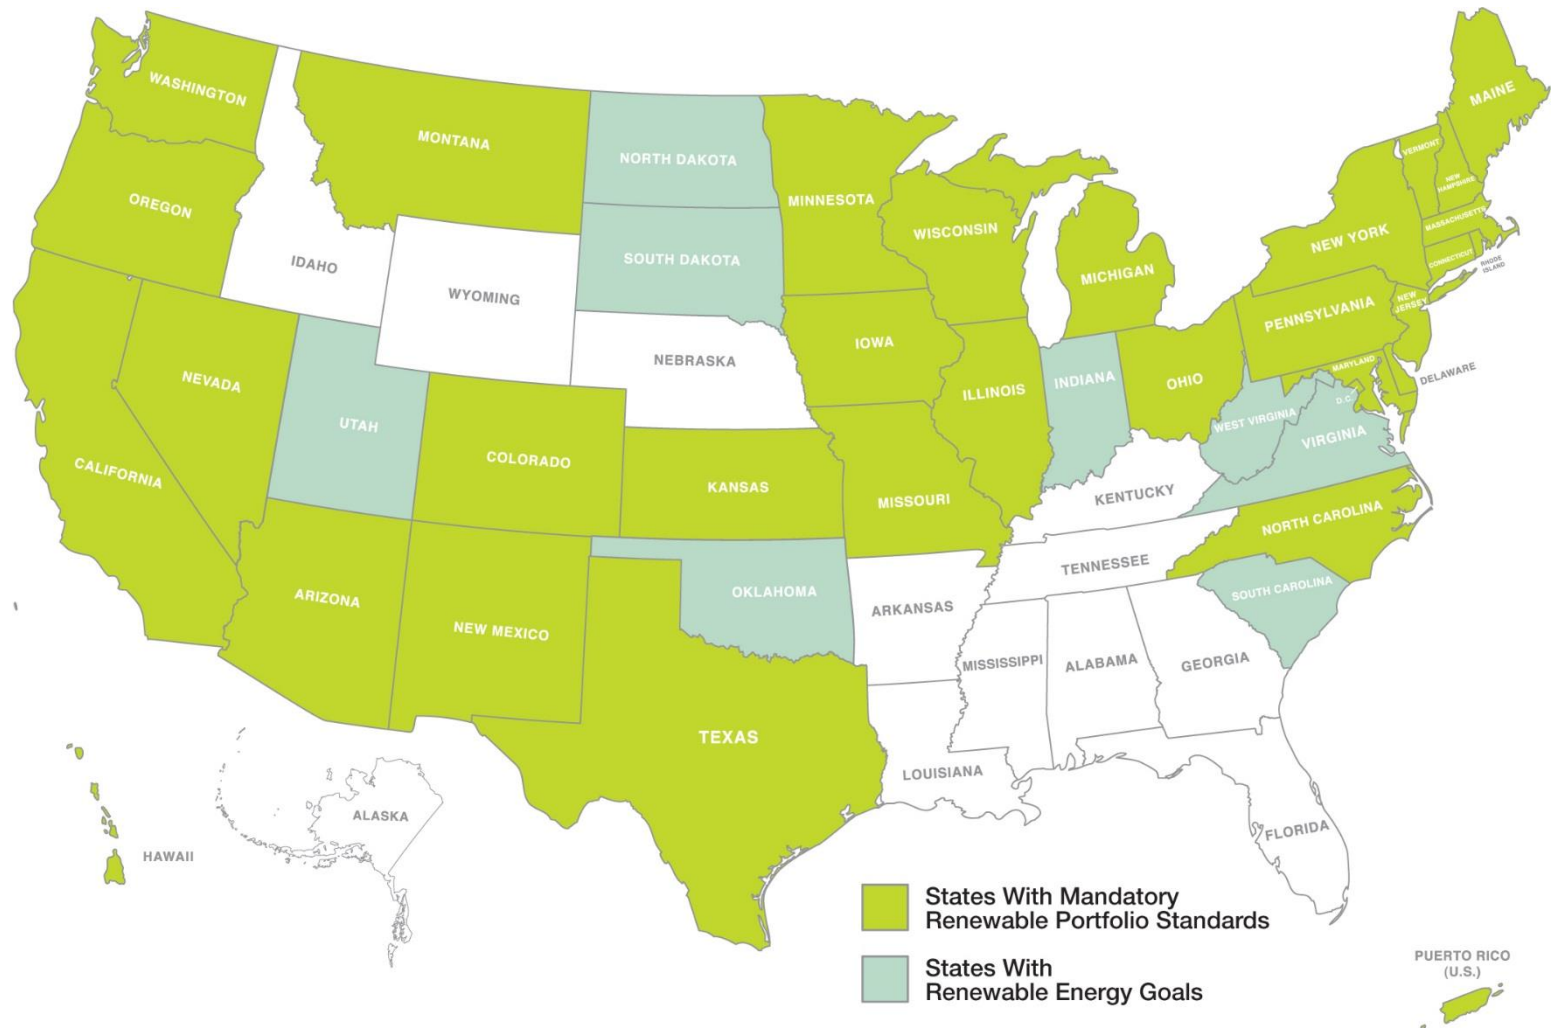 WASHINGTON
MONTANA
NORTH DAKOTA
MINNESOTA
MAINE
VERMONT
NEW
HAMPSHIRE
OREGON
IDAHO
WYOMING
SOUTH DAKOTA
WISCONSIN
MICHIGAN
NEW YORK
MASSACHUSETTS
CONNECTICUT
RHODE
ISLAND
NEBRASKA
IOWA
PENNSYLVANIA
NEW
JERSEY
NEVADA
UTAH
COLORADO
KANSAS
ILLINOIS
INDIANA
OHIO
MARYLAND
DELAWARE
D.C.
WEST VIRGINIA
VIRGINIA
CALIFORNIA
MISSOURI
KENTUCKY
NORTH CAROLINA
ARIZONA
NEW MEXICO
OKLAHOMA
ARKANSAS
TENNESSEE
SOUTH CAROLINA
MISSISSIPPI
ALABAMA
GEORGIA
TEXAS
LOUISIANA
FLORIDA
ALASKA
HAWAII
States With Mandatory
Renewable Portfolio Standards
States With
Renewable Energy Goals
PUERTO RICO
(U.S.)